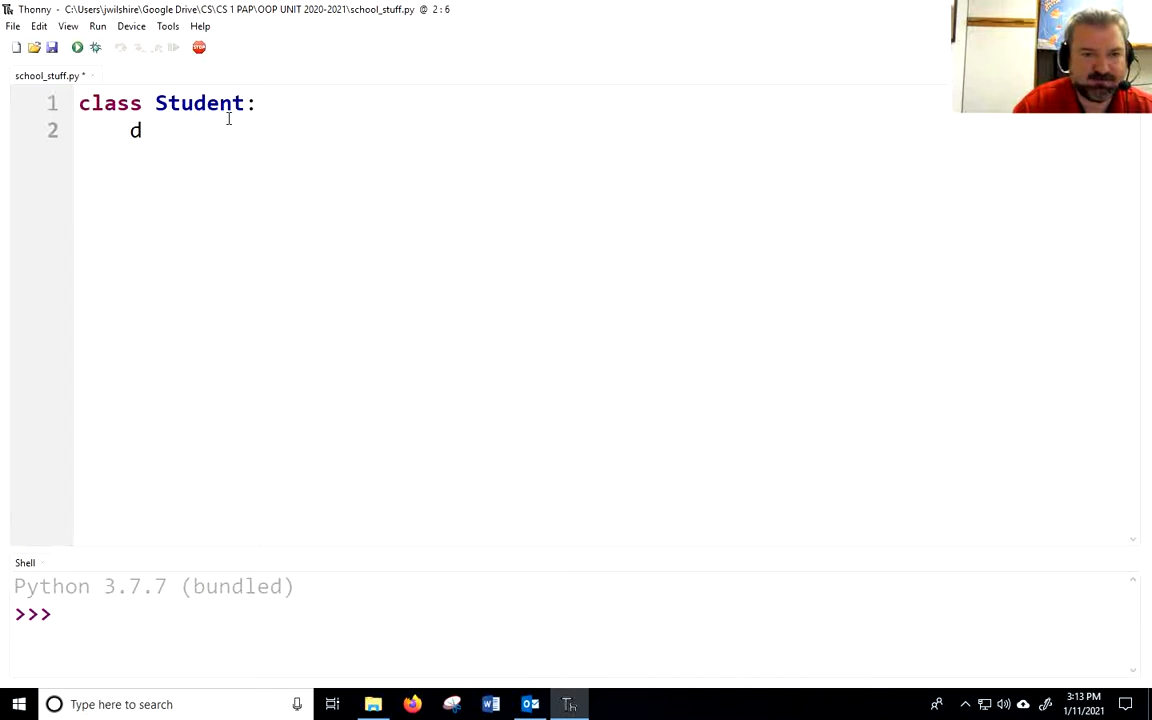 Thonny - C:\Users\jwilshire\Google Drive\CS\CS 1 PAP\OOP UNIT 2020-2021\school_stuff.py @ 2:6
File Edit View Run Device Tools Help
STOP
school_stuff.py *
1 class Student:
2 d
Shell
Python 3.7.7 (bundled)
>>>
Type here to search
3:13 PM
1/11/2021